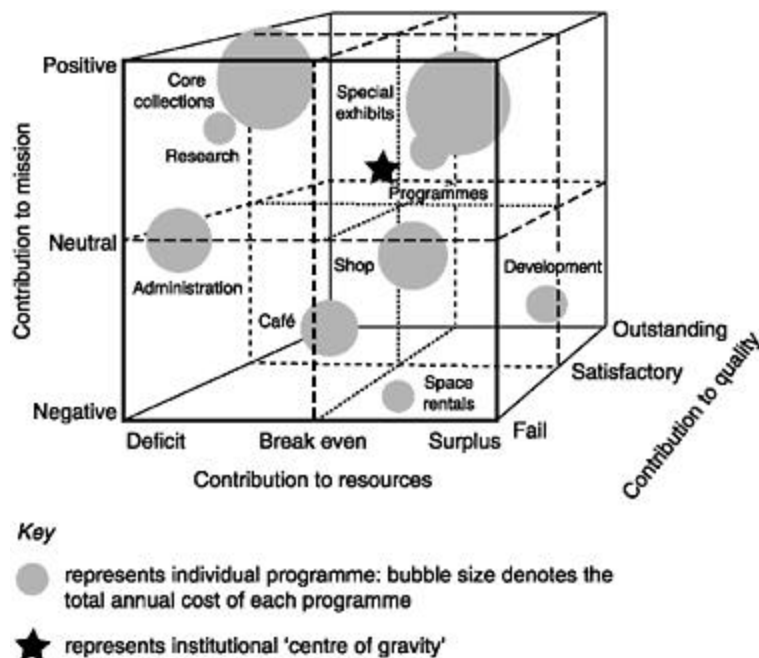 Positive
Core
collections
Special
exhibits
Research
Programmes
Contribution to mission
Neutral
Shop
Development
Administration
Café
Outstanding
Satisfactory
Contribution to quality
Space
rentals
Negative
Fail
Deficit
Break even
Surplus
Contribution to resources
Key
represents individual programme: bubble size denotes the
total annual cost of each programme
represents institutional 'centre of gravity'